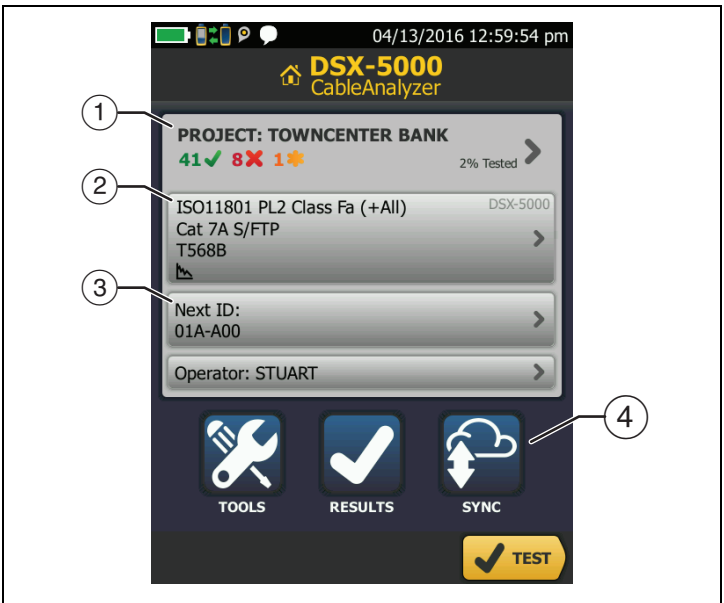 04/13/2016 12:59:54 pm
DSX-5000
CableAnalyzer
1
PROJECT: TOWNCENTER BANK
41 8 1
2% Tested
2
ISO11801 PL2 Class Fa (+All)
DSX-5000
Cat 7A S/FTP
T568B
3
Next ID:
01A-A00
Operator: STUART
4
TOOLS
RESULTS
SYNC
TEST